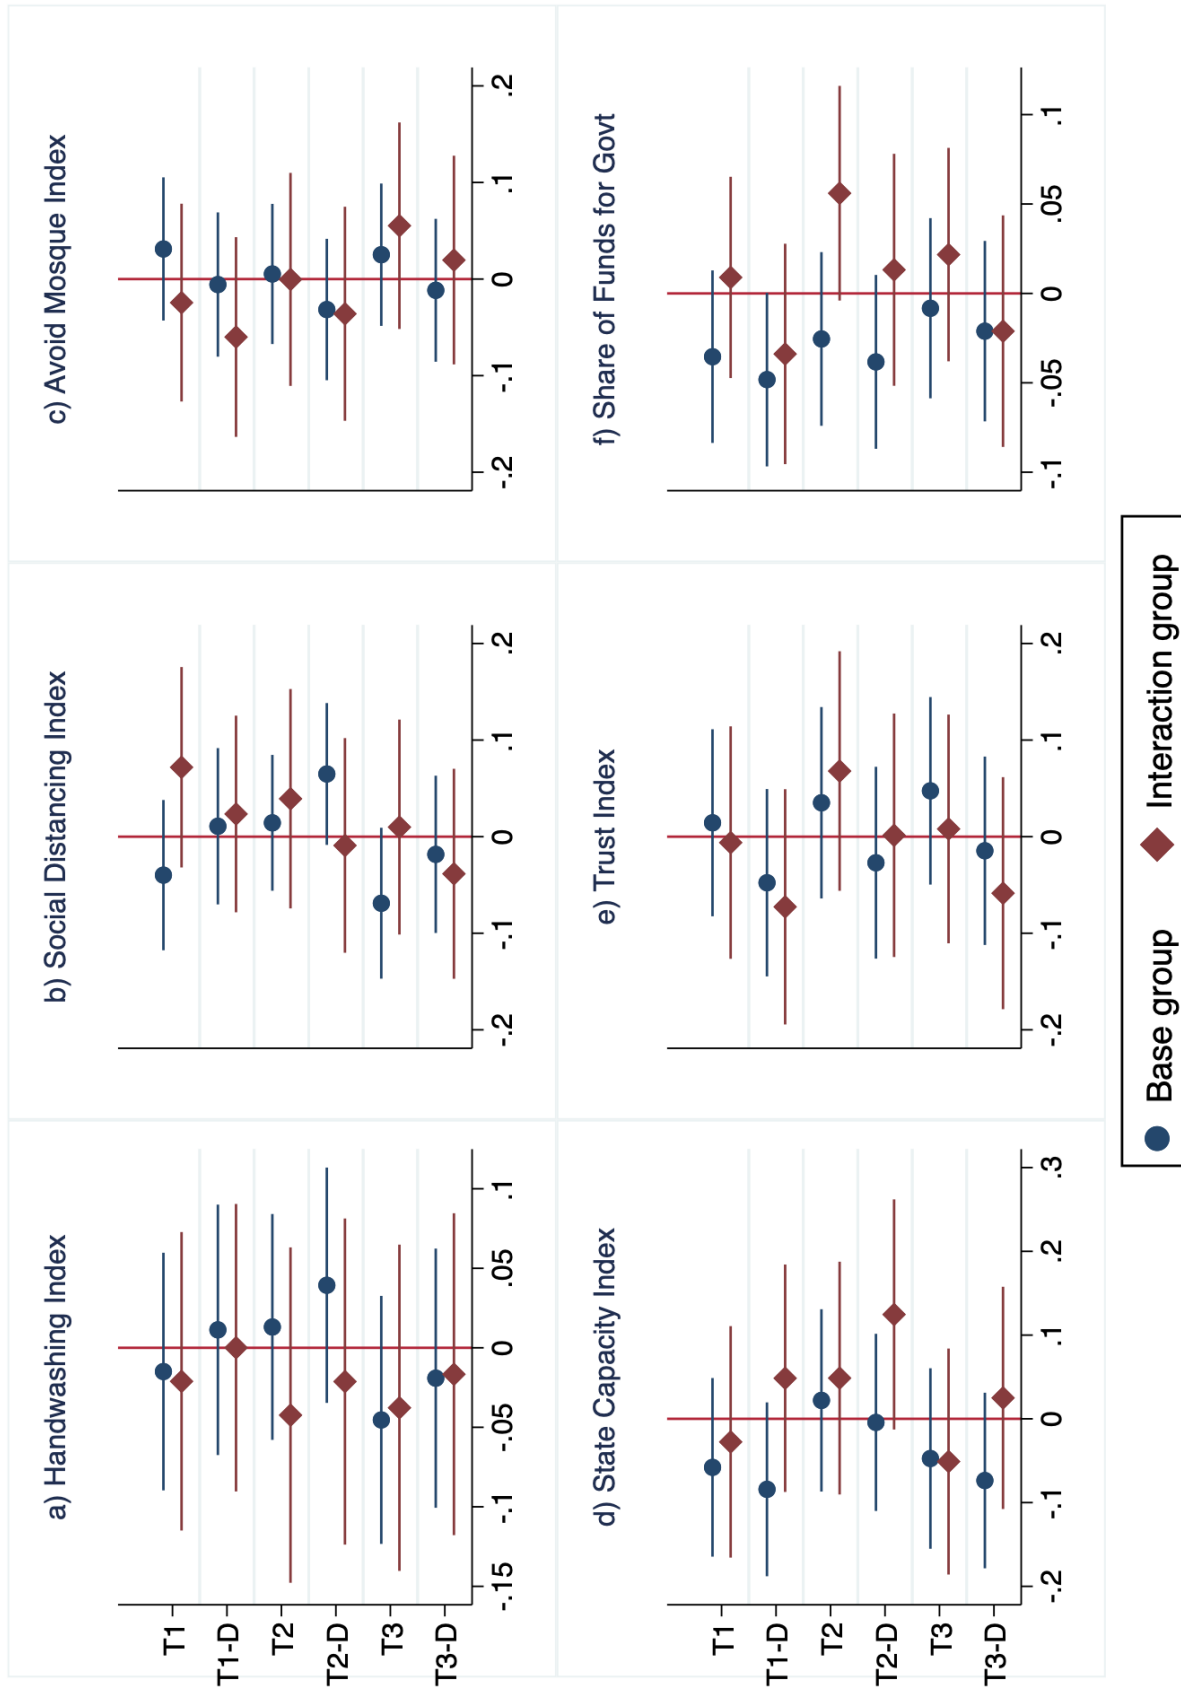 a) Handwashing Index
T1
T1-D
T2
T2-D
T3
T3-D
-.15 -.1 -.05 0 .05 .1
b) Social Distancing Index
-.2 -.1 0 .1 .2
c) Avoid Mosque Index
-.2 -.1 0 .1 .2
d) State Capacity Index
T1
T1-D
T2
T2-D
T3
T3-D
-.2 -.1 0 .1 .2 .3
e) Trust Index
-.2 -.1 0 .1 .2
f) Share of Funds for Govt
-.1 -.05 0 .05 .1
Base group Interaction group